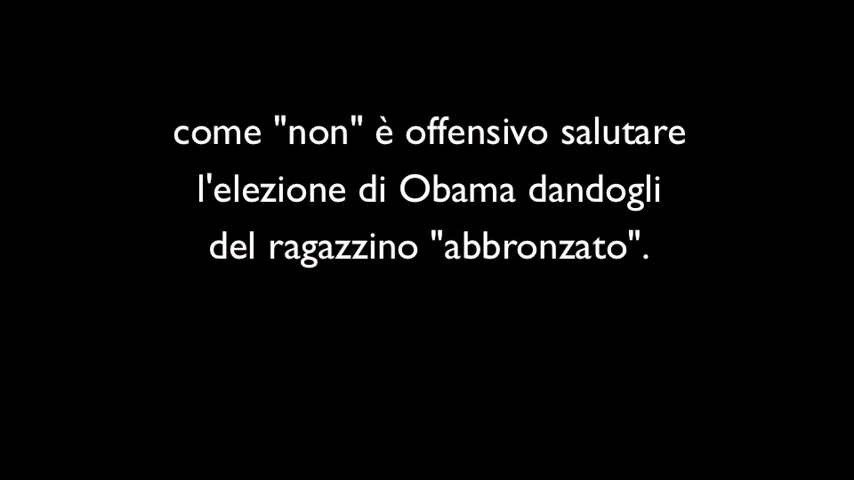 come "non" è offensivo salutare
l'elezione di Obama dandogli
del ragazzino "abbronzato".